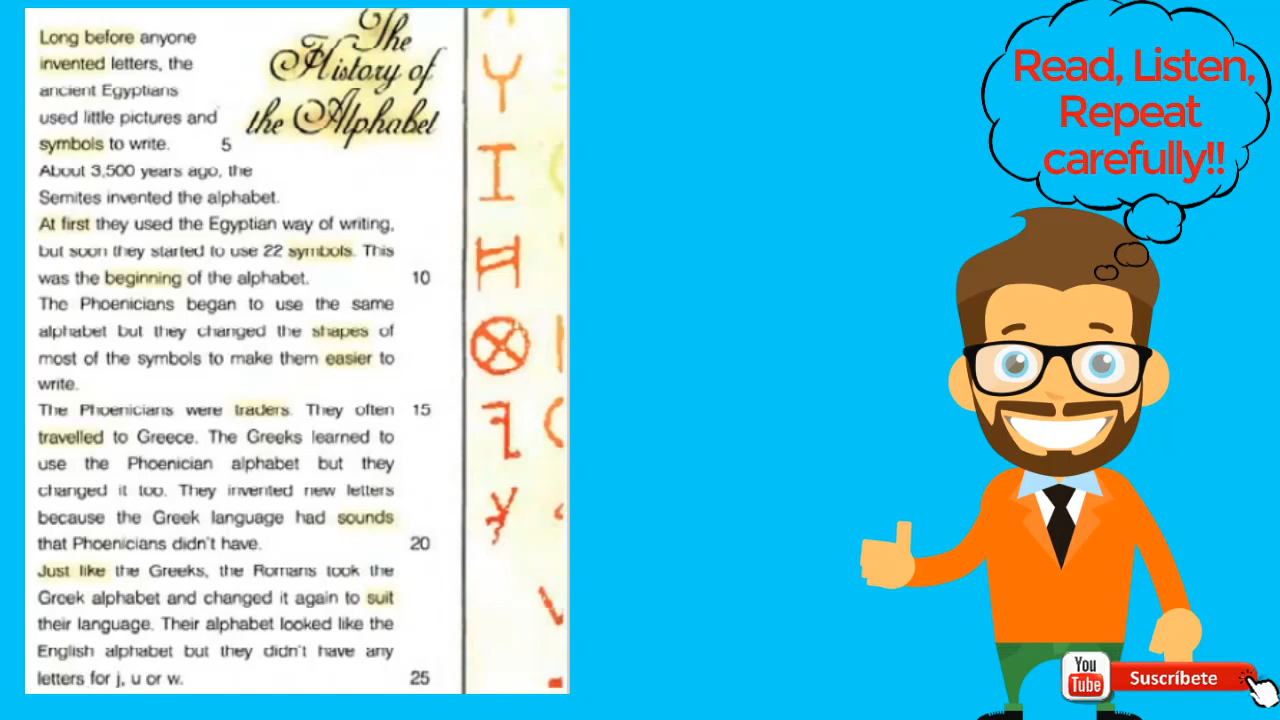 The
History of
the Alphabet
Long before anyone
invented letters, the
ancient Egyptians
used little pictures and
symbols to write. 5
About 3,500 years ago, the
Semites invented the alphabet.
At first they used the Egyptian way of writing,
but soon they started to use 22 symbols. This
was the beginning of the alphabet. 10
The Phoenicians began to use the same
alphabet but they changed the shapes of
most of the symbols to make them easier to
write.
The Phoenicians were traders. They often 15
travelled to Greece. The Greeks learned to
use the Phoenician alphabet but they
changed it too. They invented new letters
because the Greek language had sounds
that Phoenicians didn't have. 20
Just like the Greeks, the Romans took the
Greek alphabet and changed it again to suit
their language. Their alphabet looked like the
English alphabet but they didn't have any
letters for j, u or w. 25
Read, Listen,
Repeat
carefully!!
You
Tube
Suscríbete